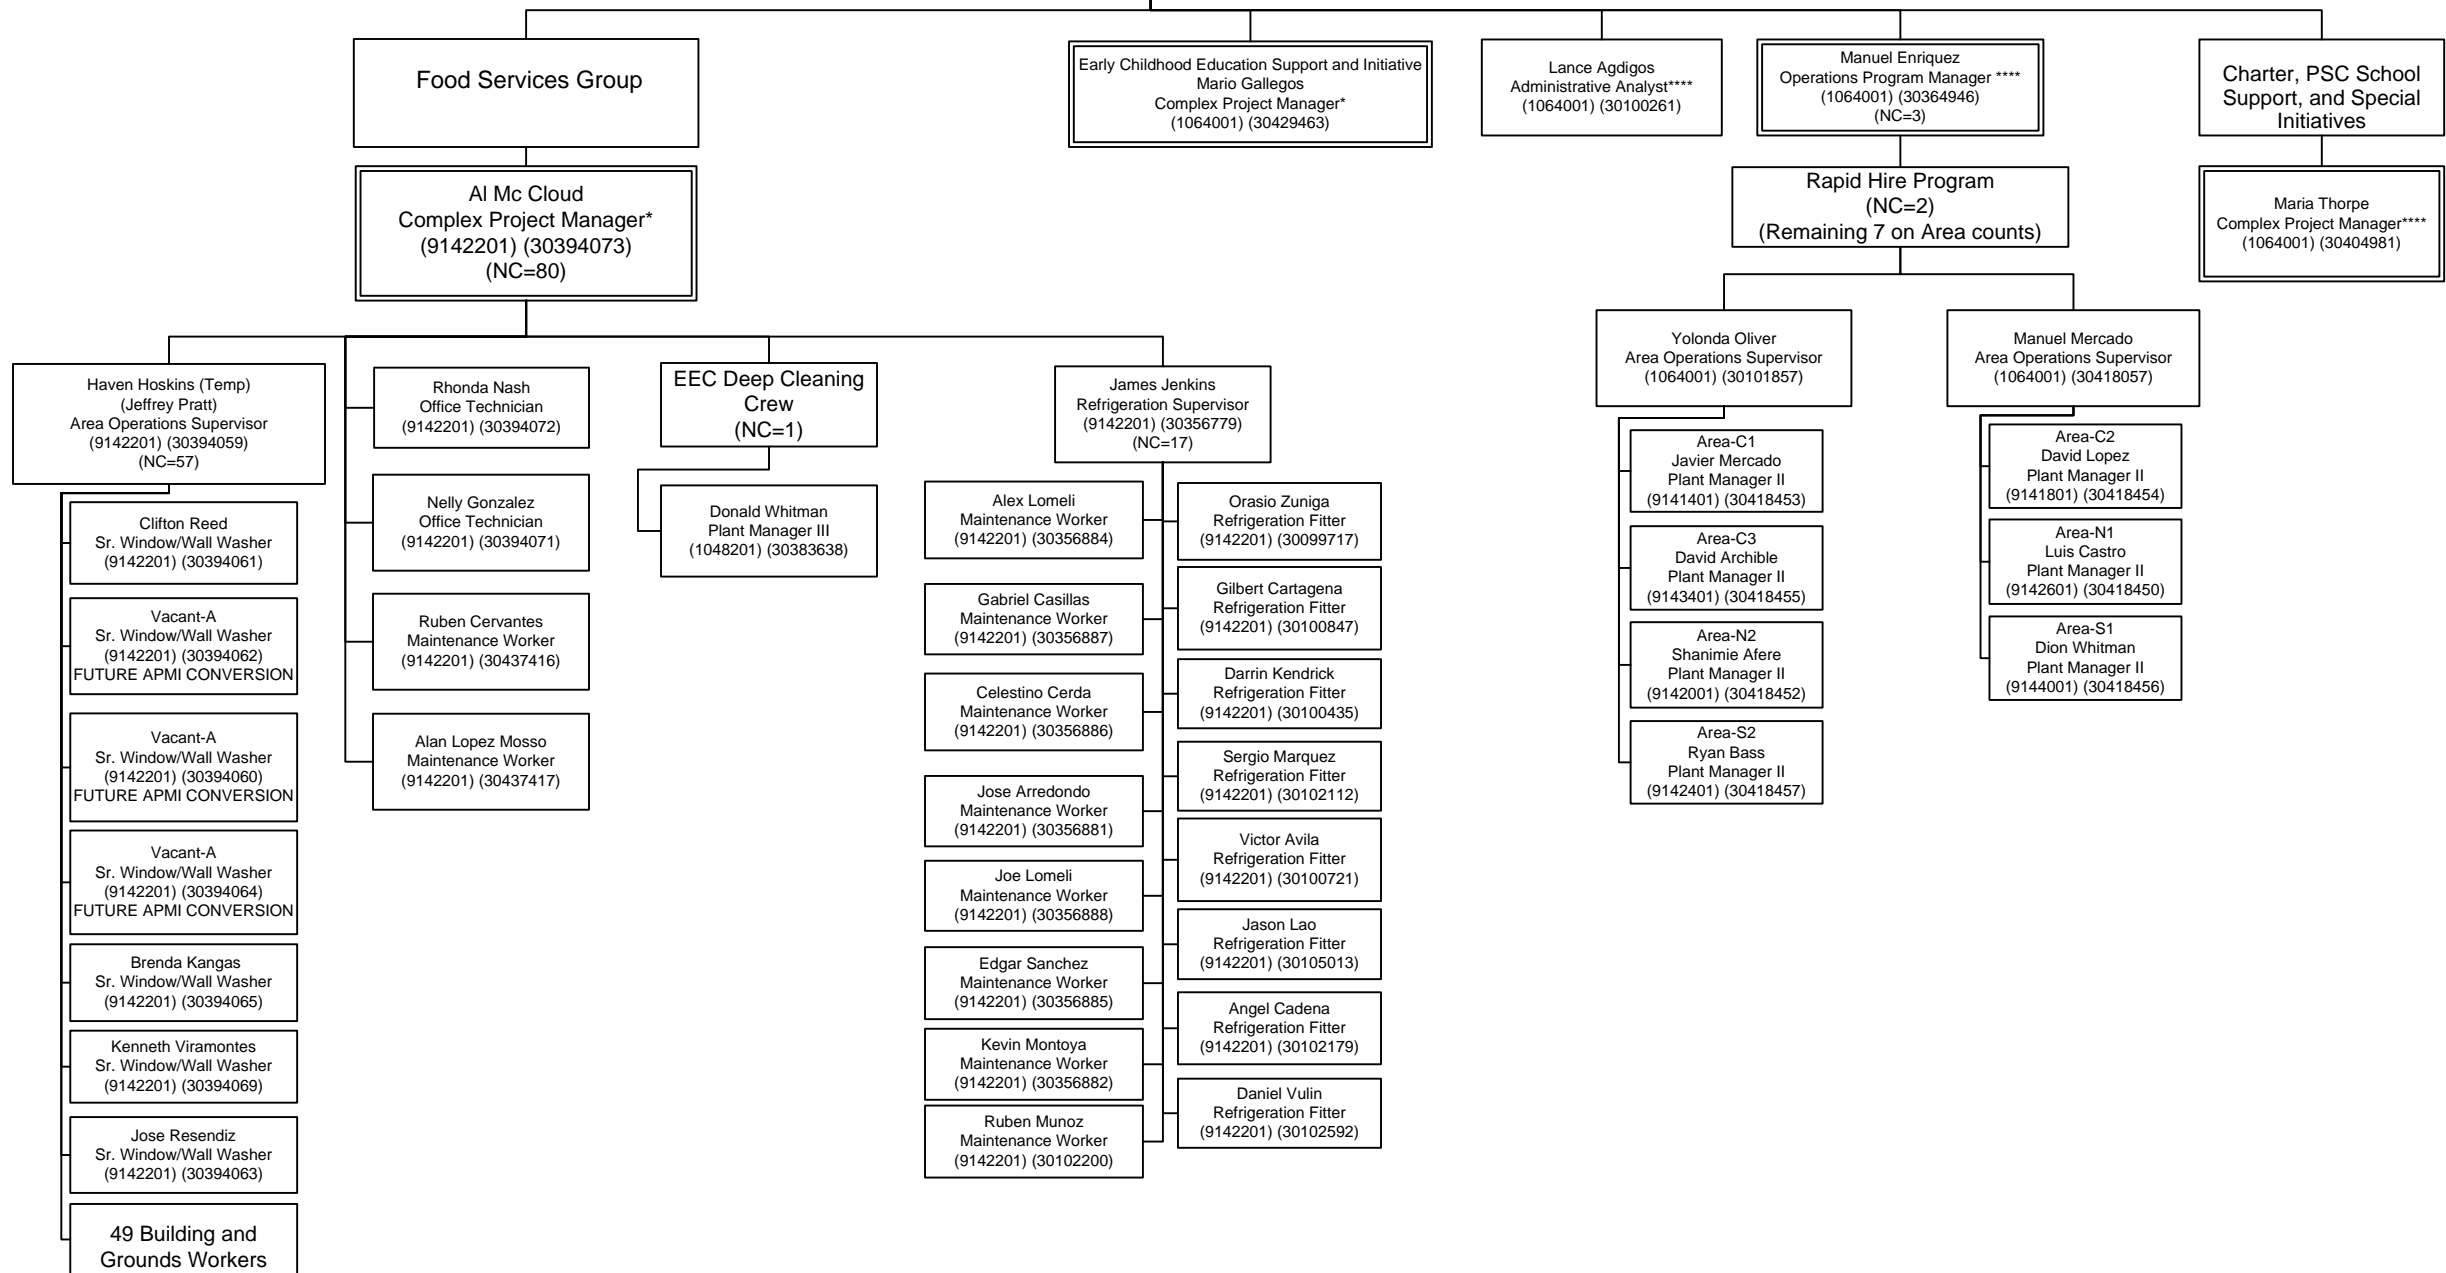 Food Services Group
Al Mc Cloud
Complex Project Manager*
(9142201) (30394073)
(NC=80)
Early Childhood Education Support and Initiative
Mario Gallegos
Complex Project Manager*
(1064001) (30429463)
Lance Agdigos
Administrative Analyst****
(1064001) (30100261)
Manuel Enriquez
Operations Program Manager ****
(1064001) (30364946)
(NC=3)
Charter, PSC School
Support, and Special
Initiatives
Maria Thorpe
Complex Project Manager****
(1064001) (30404981)
Rapid Hire Program
(NC=2)
(Remaining 7 on Area counts)
Haven Hoskins (Temp)
(Jeffrey Pratt)
Area Operations Supervisor
(9142201) (30394059)
(NC=57)
Clifton Reed
Sr. Window/Wall Washer
(9142201) (30394061)
Vacant-A
Sr. Window/Wall Washer
(9142201) (30394062)
FUTURE APMI CONVERSION
Vacant-A
Sr. Window/Wall Washer
(9142201) (30394060)
FUTURE APMI CONVERSION
Vacant-A
Sr. Window/Wall Washer
(9142201) (30394064)
FUTURE APMI CONVERSION
Brenda Kangas
Sr. Window/Wall Washer
(9142201) (30394065)
Kenneth Viramontes
Sr. Window/Wall Washer
(9142201) (30394069)
Jose Resendiz
Sr. Window/Wall Washer
(9142201) (30394063)
49 Building and
Grounds Workers
Rhonda Nash
Office Technician
(9142201) (30394072)
Nelly Gonzalez
Office Technician
(9142201) (30394071)
Ruben Cervantes
Maintenance Worker
(9142201) (30437416)
Alan Lopez Mosso
Maintenance Worker
(9142201) (30437417)
EEC Deep Cleaning
Crew
(NC=1)
Donald Whitman
Plant Manager III
(1048201) (30383638)
James Jenkins
Refrigeration Supervisor
(9142201) (30356779)
(NC=17)
Alex Lomeli
Maintenance Worker
(9142201) (30356884)
Gabriel Casillas
Maintenance Worker
(9142201) (30356887)
Celestino Cerda
Maintenance Worker
(9142201) (30356886)
Jose Arredondo
Maintenance Worker
(9142201) (30356881)
Joe Lomeli
Maintenance Worker
(9142201) (30356888)
Edgar Sanchez
Maintenance Worker
(9142201) (30356885)
Kevin Montoya
Maintenance Worker
(9142201) (30356882)
Ruben Munoz
Maintenance Worker
(9142201) (30102200)
Orasio Zuniga
Refrigeration Fitter
(9142201) (30099717)
Gilbert Cartagena
Refrigeration Fitter
(9142201) (30100847)
Darrin Kendrick
Refrigeration Fitter
(9142201) (30100435)
Sergio Marquez
Refrigeration Fitter
(9142201) (30102112)
Victor Avila
Refrigeration Fitter
(9142201) (30100721)
Jason Lao
Refrigeration Fitter
(9142201) (30105013)
Angel Cadena
Refrigeration Fitter
(9142201) (30102179)
Daniel Vulin
Refrigeration Fitter
(9142201) (30102592)
Yolonda Oliver
Area Operations Supervisor
(1064001) (30101857)
Area-C1
Javier Mercado
Plant Manager II
(9141401) (30418453)
Area-C3
David Archible
Plant Manager II
(9143401) (30418455)
Area-N2
Shanimie Afere
Plant Manager II
(9142001) (30418452)
Area-S2
Ryan Bass
Plant Manager II
(9142401) (30418457)
Manuel Mercado
Area Operations Supervisor
(1064001) (30418057)
Area-C2
David Lopez
Plant Manager II
(9141801) (30418454)
Area-N1
Luis Castro
Plant Manager II
(9142601) (30418450)
Area-S1
Dion Whitman
Plant Manager II
(9144001) (30418456)